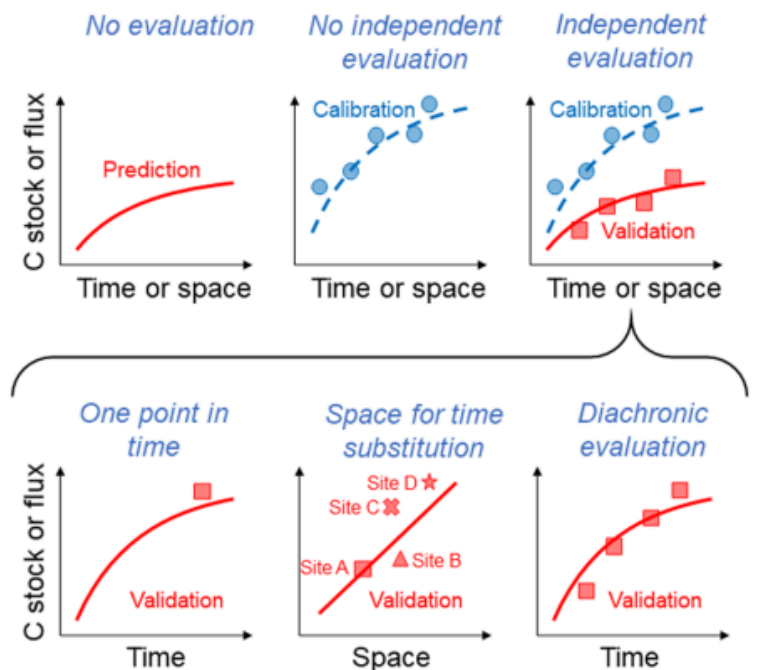 No evaluation
No independent
evaluation
Independent
evaluation
C stock or flux
Prediction
Time or space
Calibration
Time or space
Calibration
Validation
Time or space
One point in
time
Space for time
substitution
Diachronic
evaluation
C stock or flux
Validation
Time
Site D
Site C
Site A
Site B
Validation
Space
Validation
Time